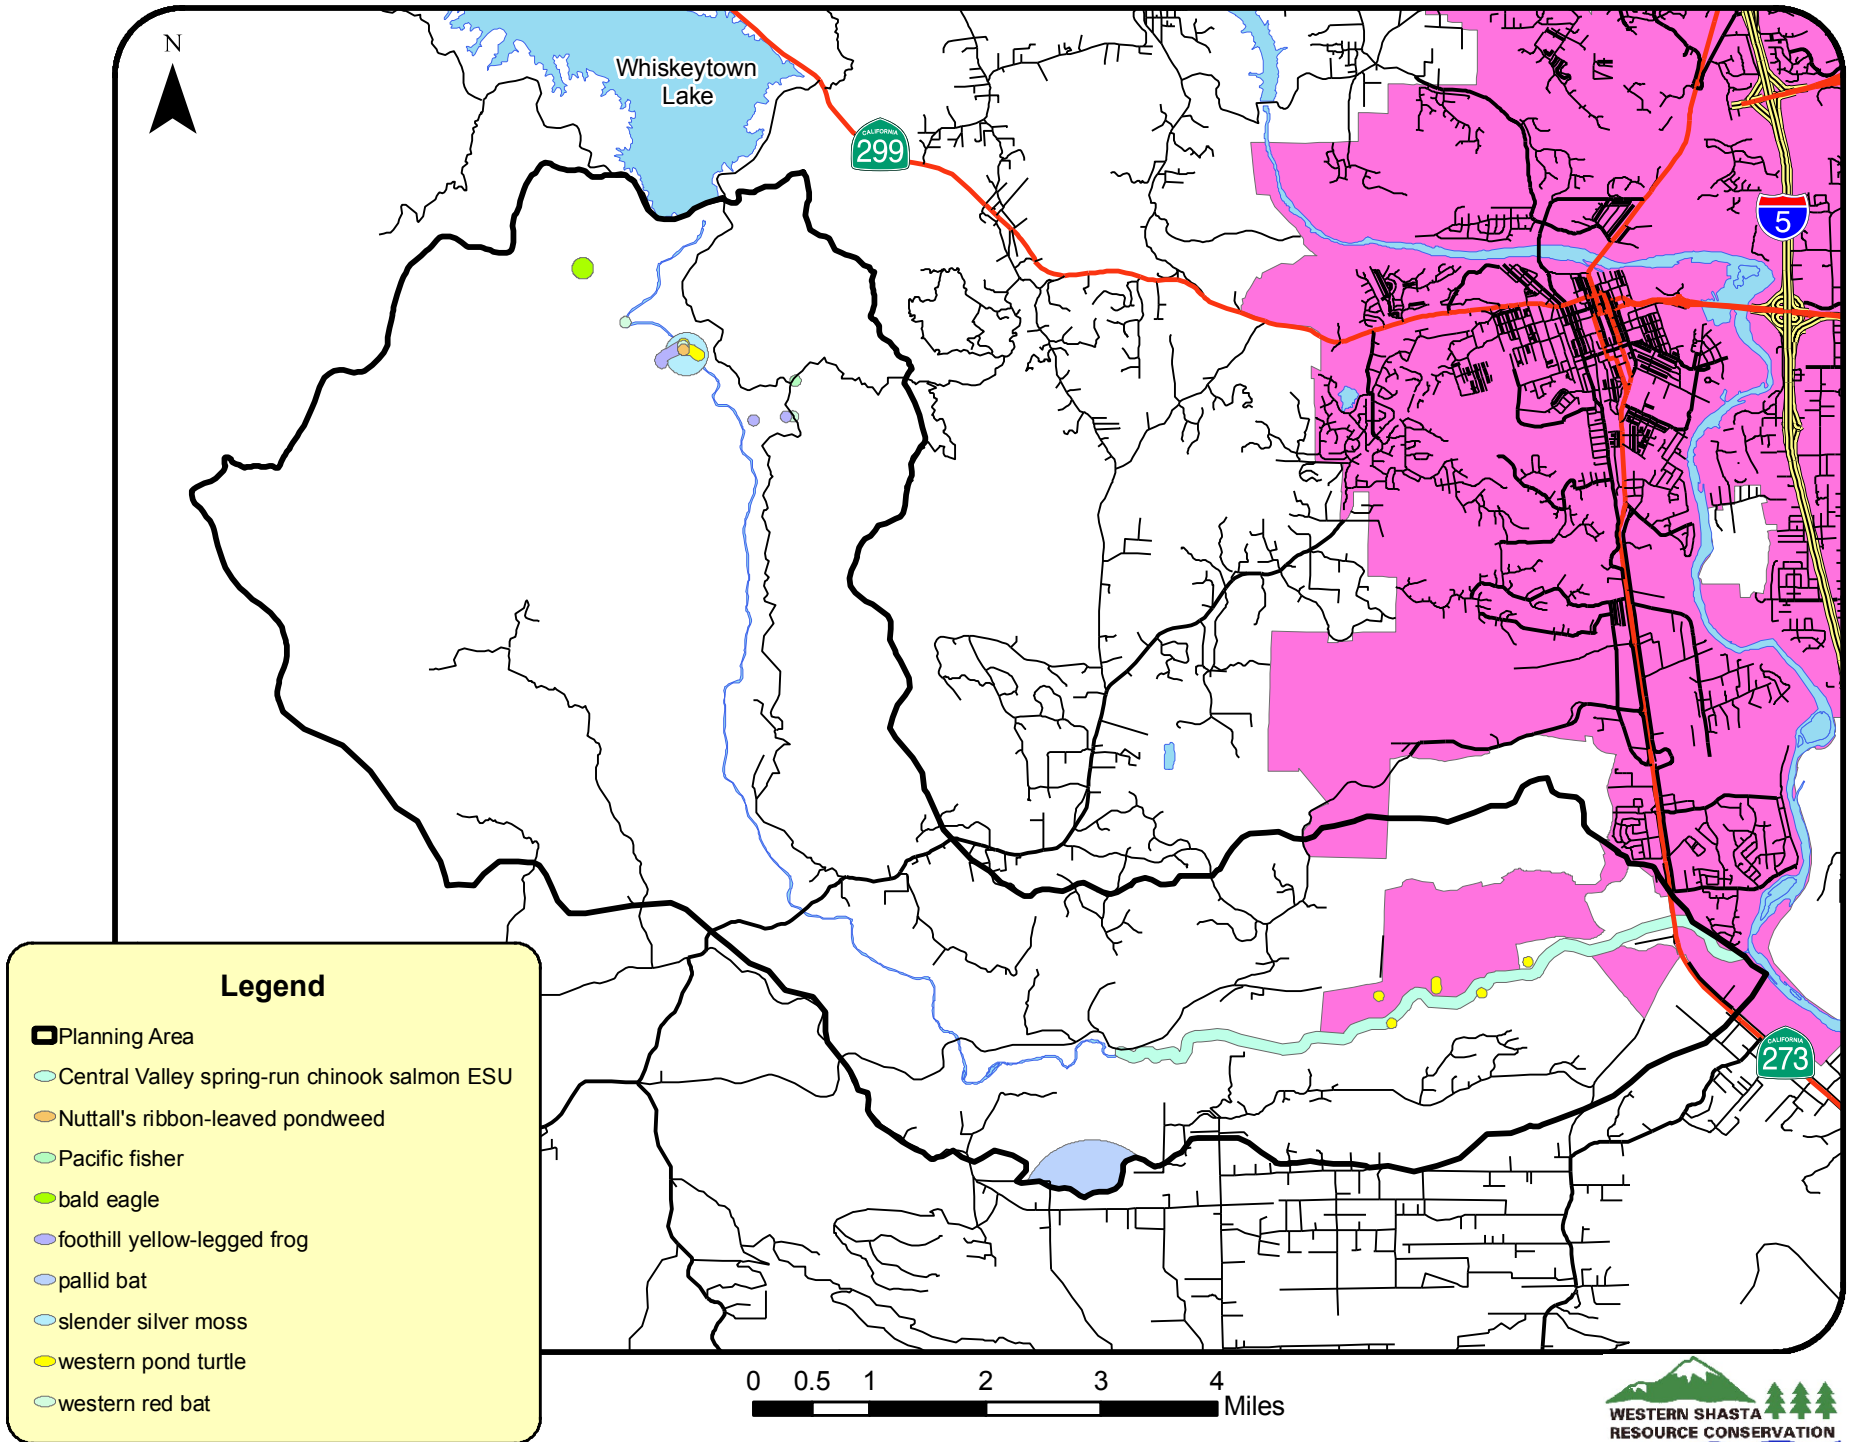 N
Whiskeytown
Lake
CALIFORNIA
299
5
Legend
Planning Area
Central Valley spring-run chinook salmon ESU
Nuttall's ribbon-leaved pondweed
Pacific fisher
bald eagle
foothill yellow-legged frog
pallid bat
slender silver moss
western pond turtle
western red bat
CALIFORNIA
273
0 0.5 1 2 3 4
Miles
WESTERN SHASTA
RESOURCE CONSERVATION